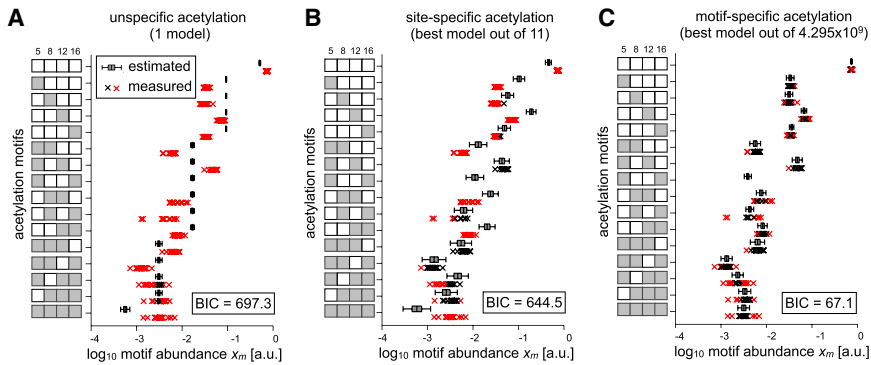 A
unspecific acetylation
(1 model)
5 8 12 16
estimated
measured
acetylation motifs
BIC = 697.3
-4 -3 -2 -1 0
log10 motif abundance xm [a.u.]
B
site-specific acetylation
(best model out of 11)
5 8 12 16
acetylation motifs
BIC = 644.5
-4 -3 -2 -1 0
log10 motif abundance xm [a.u.]
C
motif-specific acetylation
(best model out of 4.295x10⁹)
5 8 12 16
acetylation motifs
BIC = 67.1
-4 -3 -2 -1 0
log10 motif abundance xm [a.u.]